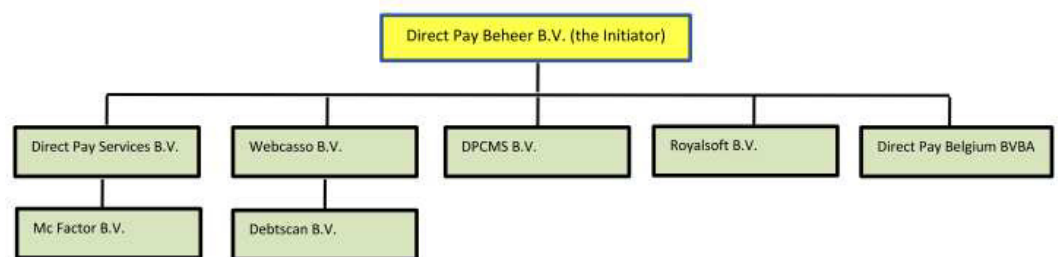 Direct Pay Beheer B.V. (the Initiator)
Direct Pay Services B.V.
Webcasso B.V.
DPCMS B.V.
Royalsoft B.V.
Direct Pay Belgium BVBA
Mc Factor B.V.
Debtscan B.V.